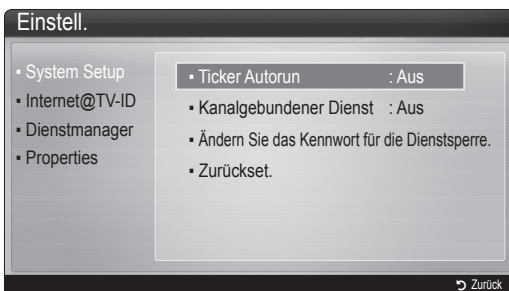 Einstell.
▪ System Setup
▪ Internet@TV-ID
▪ Dienstmanager
▪ Properties
▪ Ticker Autorun : Aus
▪ Kanalgebundener Dienst : Aus
▪ Ändern Sie das Kennwort für die Dienstsperre.
▪ Zurückset.
Zurück